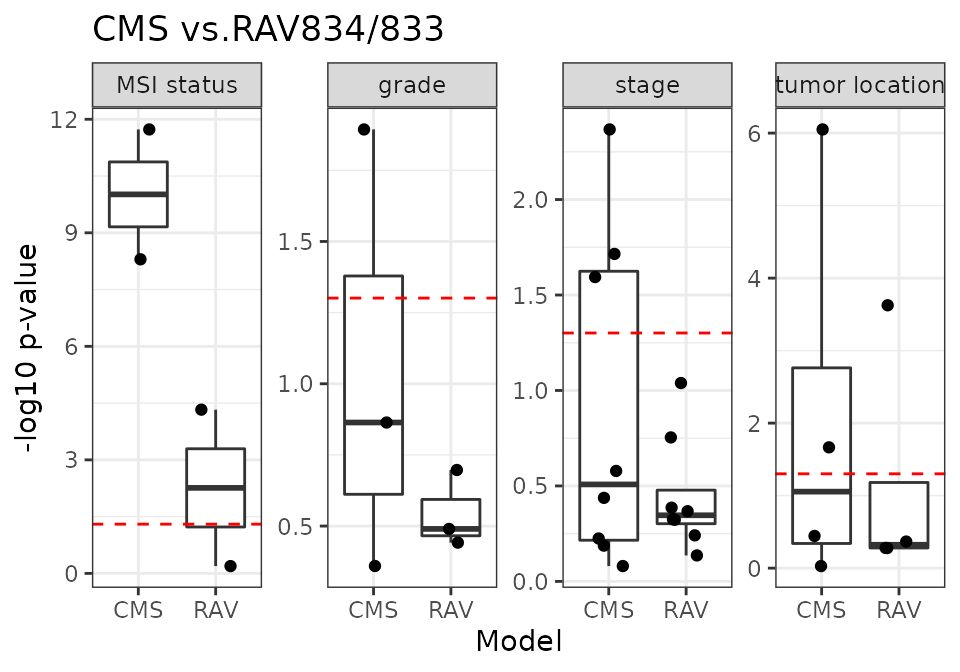 CMS vs.RAV834/833
MSI status
grade
stage
tumor location
-log10 p-value
12
9
6
3
0
1.5
1.0
0.5
2.0
1.5
1.0
0.5
0.0
6
4
2
0
CMS RAV
CMS RAV
CMS RAV
CMS RAV
Model